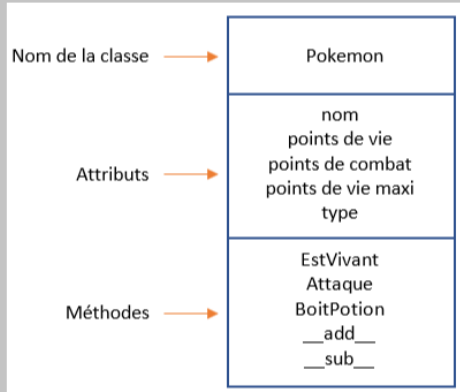 Nom de la classe
Pokemon
Attributs
nom
points de vie
points de combat
points de vie maxi
type
Méthodes
EstVivant
Attaque
BoitPotion
__add__
__sub__